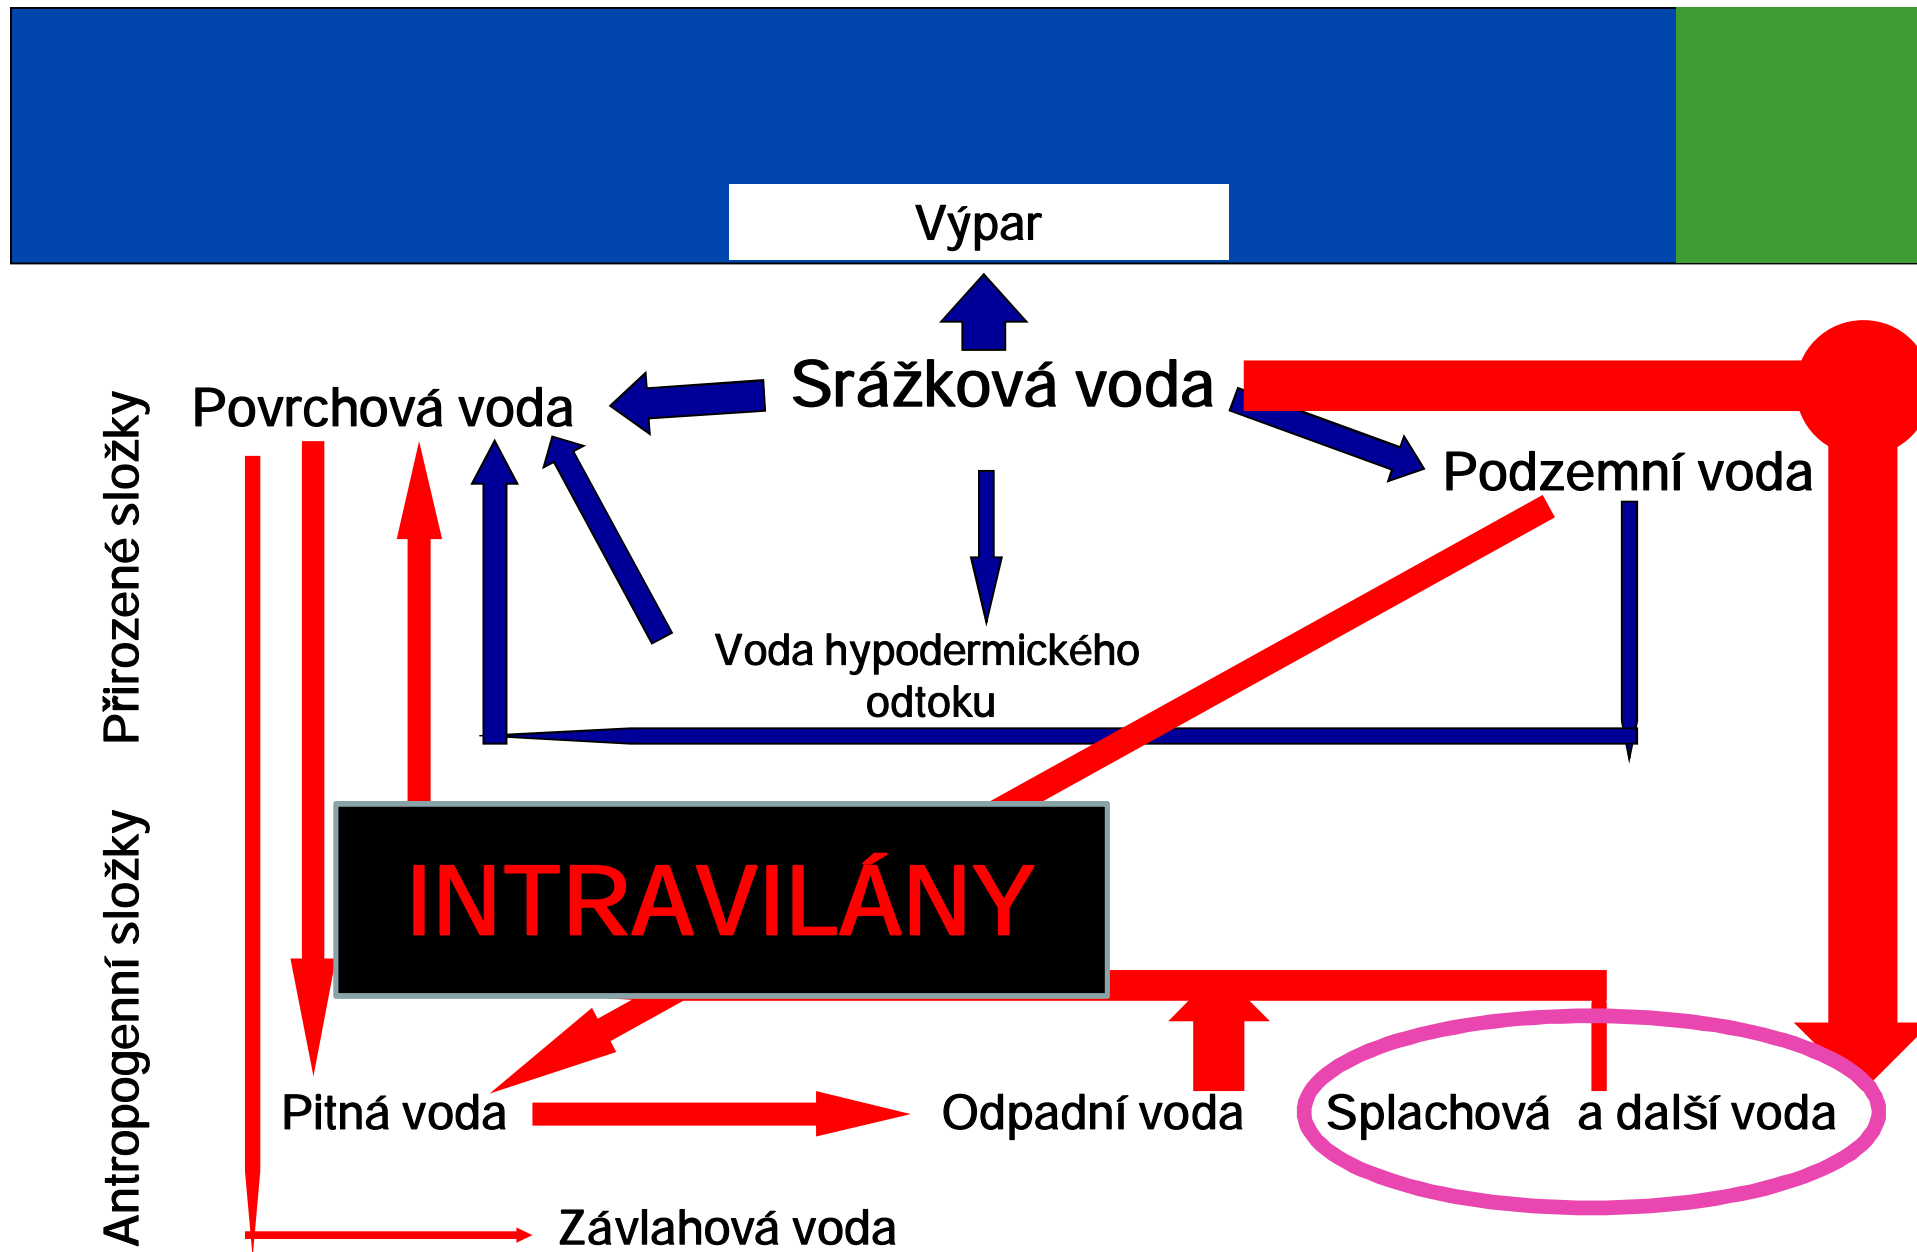 Výpar
Srážková voda
Povrchová voda
Podzemní voda
Přirozené složky
Voda hypodermického
odtoku
INTRAVILÁNY
Antropogenní složky
Pitná voda
Odpadní voda
Splachová a další voda
Závlahová voda